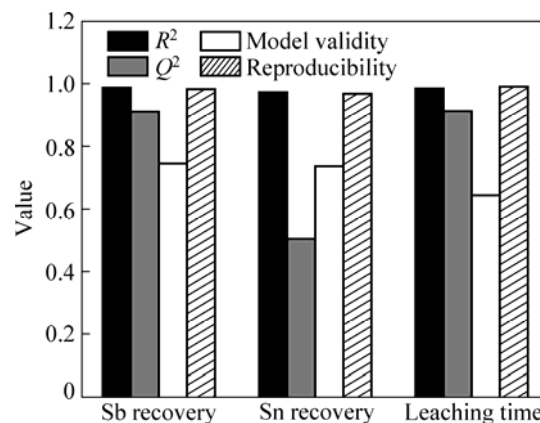 1.2
1.0
0.8
0.6
0.4
0.2
0
Value
R²
Q²
Model validity
Reproducibility
Sb recovery
Sn recovery
Leaching time